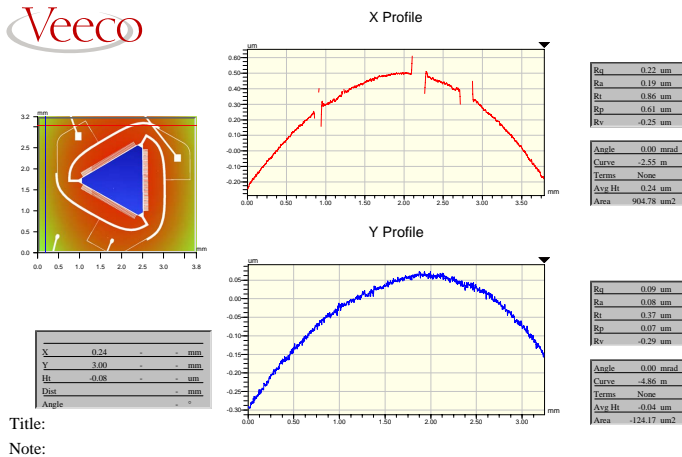 Veeco
X Profile
um
0.60
0.50
0.40
0.30
0.20
0.10
-0.00
-0.10
-0.20
0.00 0.50 1.00 1.50 2.00 2.50 3.00 3.50
mm
Rq 0.22 um
Ra 0.19 um
Rt 0.86 um
Rp 0.61 um
Rv -0.25 um
Angle 0.00 mrad
Curve -2.55 m
Terms None
Avg Ht 0.24 um
Area 904.78 um2
mm
3.2
2.5
2.0
1.5
1.0
0.5
0.0
mm
0.0 0.5 1.0 1.5 2.0 2.5 3.0 3.8
Y Profile
um
0.05
0.00
-0.05
-0.10
-0.15
-0.20
-0.25
-0.30
0.00 0.50 1.00 1.50 2.00 2.50 3.00
mm
Rq 0.09 um
Ra 0.08 um
Rt 0.37 um
Rp 0.07 um
Rv -0.29 um
Angle 0.00 mrad
Curve -4.86 m
Terms None
Avg Ht -0.04 um
Area -124.17 um2
X 0.24 - - mm
Y 3.00 - - mm
Ht -0.08 - - um
Dist - mm
Angle - °
Title:
Note: